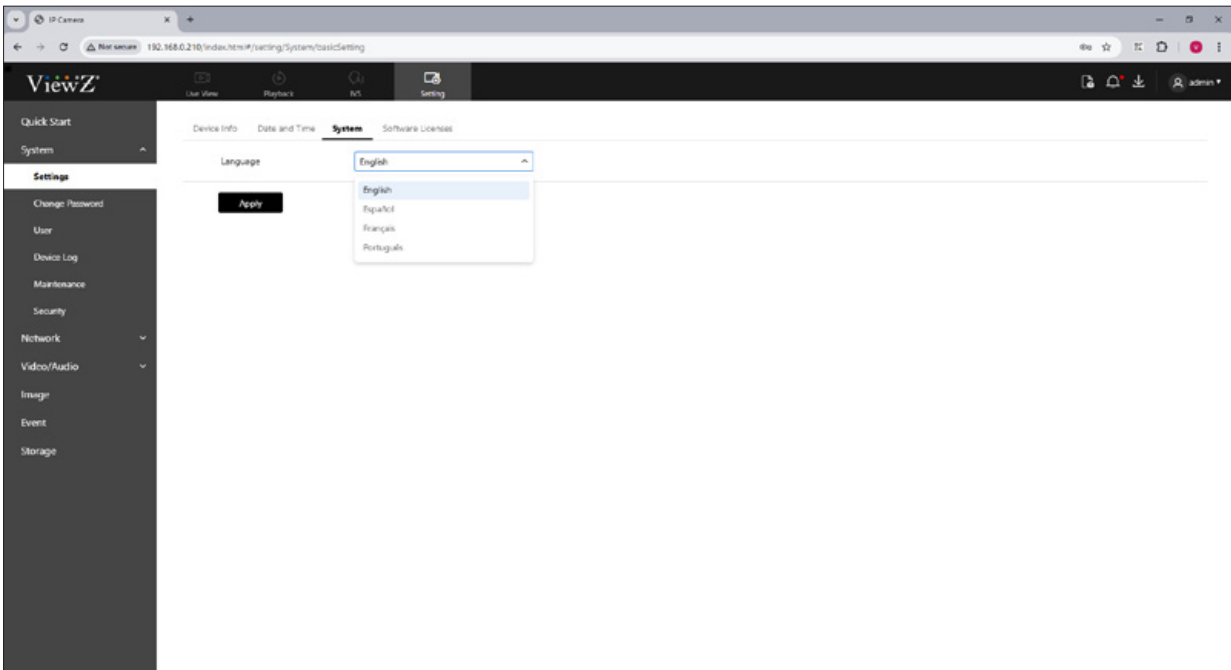 IP Camera
Not secure 192.168.0.210/index.html#/setting/System/basicSetting
ViewZ Live View Playback IVS Setting admin
Quick Start
Device Info Date and Time System Software Licenses
System
Language English
Settings
English
Apply
Change Password
Español
User
Français
Português
Device Log
Maintenance
Security
Network
Video/Audio
Image
Event
Storage